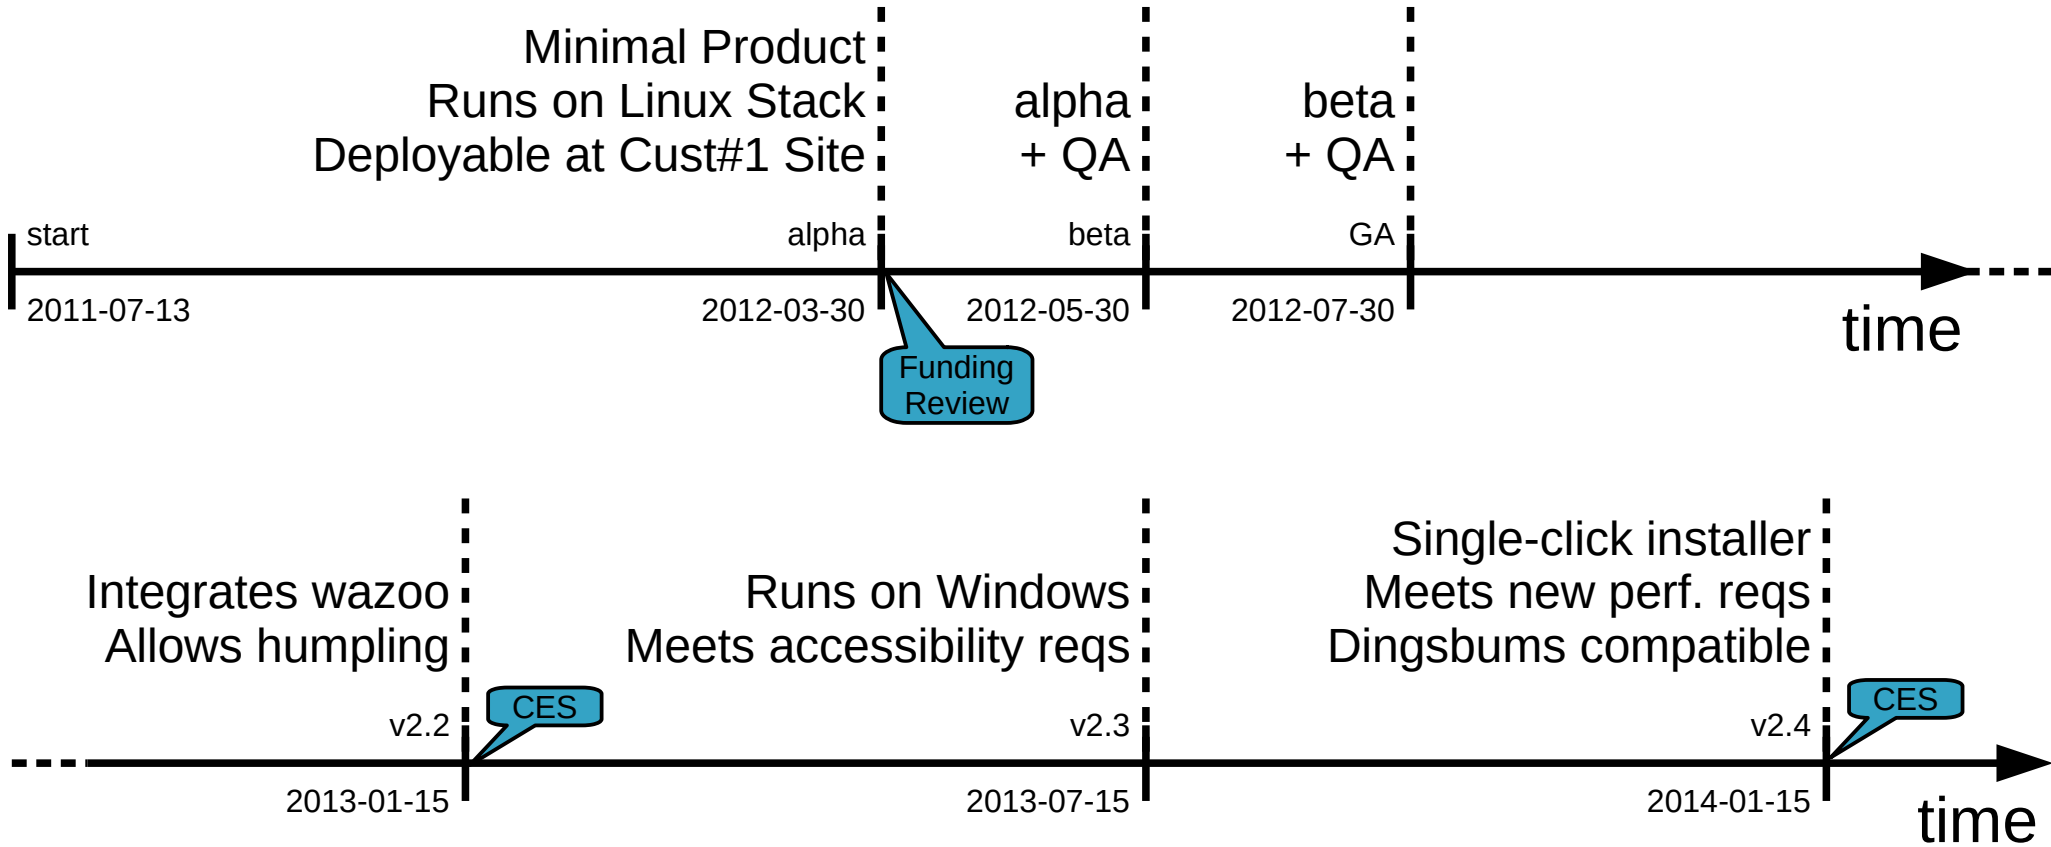 Minimal Product
Runs on Linux Stack
Deployable at Cust#1 Site
alpha
+ QA
beta
+ QA
start
alpha
beta
GA
2011-07-13
2012-03-30
2012-05-30
2012-07-30
time
Funding
Review
Integrates wazoo
Allows humpling
Runs on Windows
Meets accessibility reqs
Single-click installer
Meets new perf. reqs
Dingsbums compatible
CES
CES
v2.2
v2.3
v2.4
2013-01-15
2013-07-15
2014-01-15
time